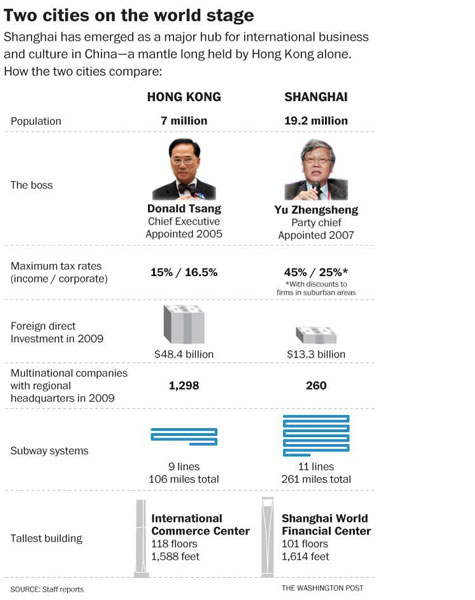 Two cities on the world stage
Shanghai has emerged as a major hub for international business
and culture in China—a mantle long held by Hong Kong alone.
How the two cities compare:
HONG KONG SHANGHAI
Population 7 million 19.2 million
The boss
Donald Tsang Yu Zhengsheng
Chief Executive Party chief
Appointed 2005 Appointed 2007
Maximum tax rates
(income / corporate)
15% / 16.5% 45% / 25%*
*With discounts to
firms in suburban areas
Foreign direct
Investment in 2009
$48.4 billion $13.3 billion
Multinational companies
with regional
headquarters in 2009
1,298 260
Subway systems
9 lines 11 lines
106 miles total 261 miles total
Tallest building
International
Commerce Center
118 floors
1,588 feet
Shanghai World
Financial Center
101 floors
1,614 feet
SOURCE: Staff reports THE WASHINGTON POST